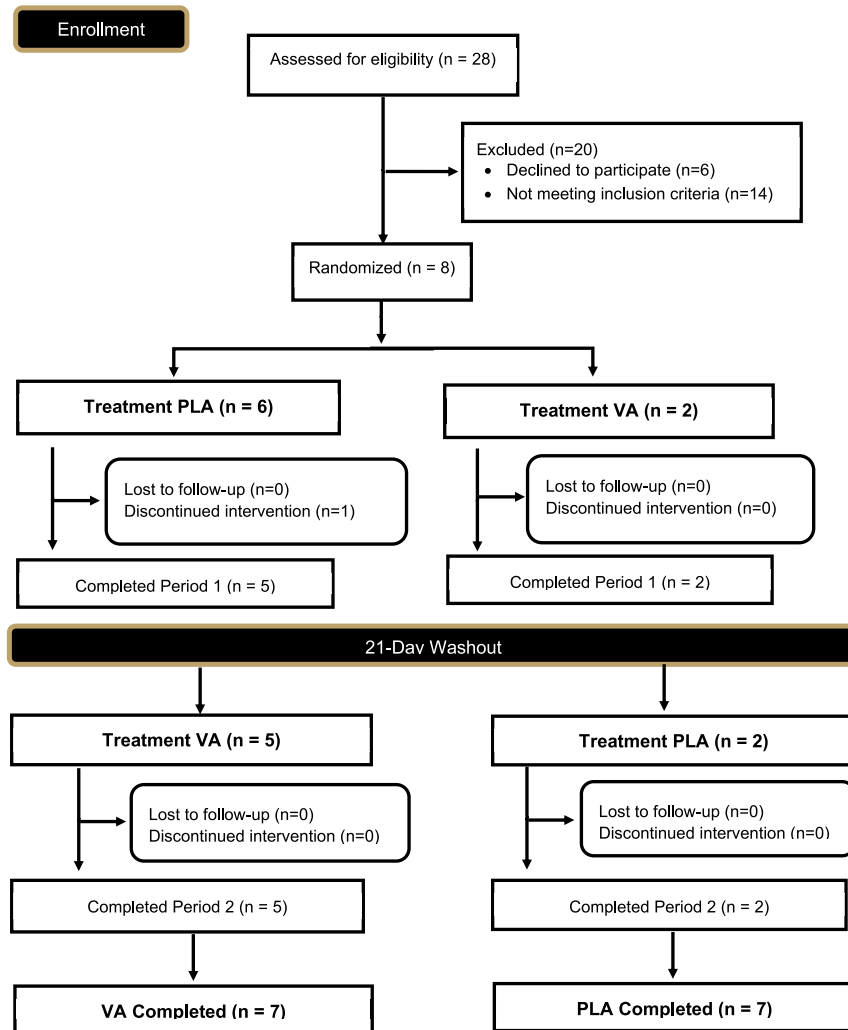 Enrollment
Assessed for eligibility (n = 28)
Excluded (n=20)
• Declined to participate (n=6)
• Not meeting inclusion criteria (n=14)
Randomized (n = 8)
Treatment PLA (n = 6)
Treatment VA (n = 2)
Lost to follow-up (n=0)
Discontinued intervention (n=1)
Lost to follow-up (n=0)
Discontinued intervention (n=0)
Completed Period 1 (n = 5)
Completed Period 1 (n = 2)
21-Day Washout
Treatment VA (n = 5)
Treatment PLA (n = 2)
Lost to follow-up (n=0)
Discontinued intervention (n=0)
Lost to follow-up (n=0)
Discontinued intervention (n=0)
Completed Period 2 (n = 5)
Completed Period 2 (n = 2)
VA Completed (n = 7)
PLA Completed (n = 7)